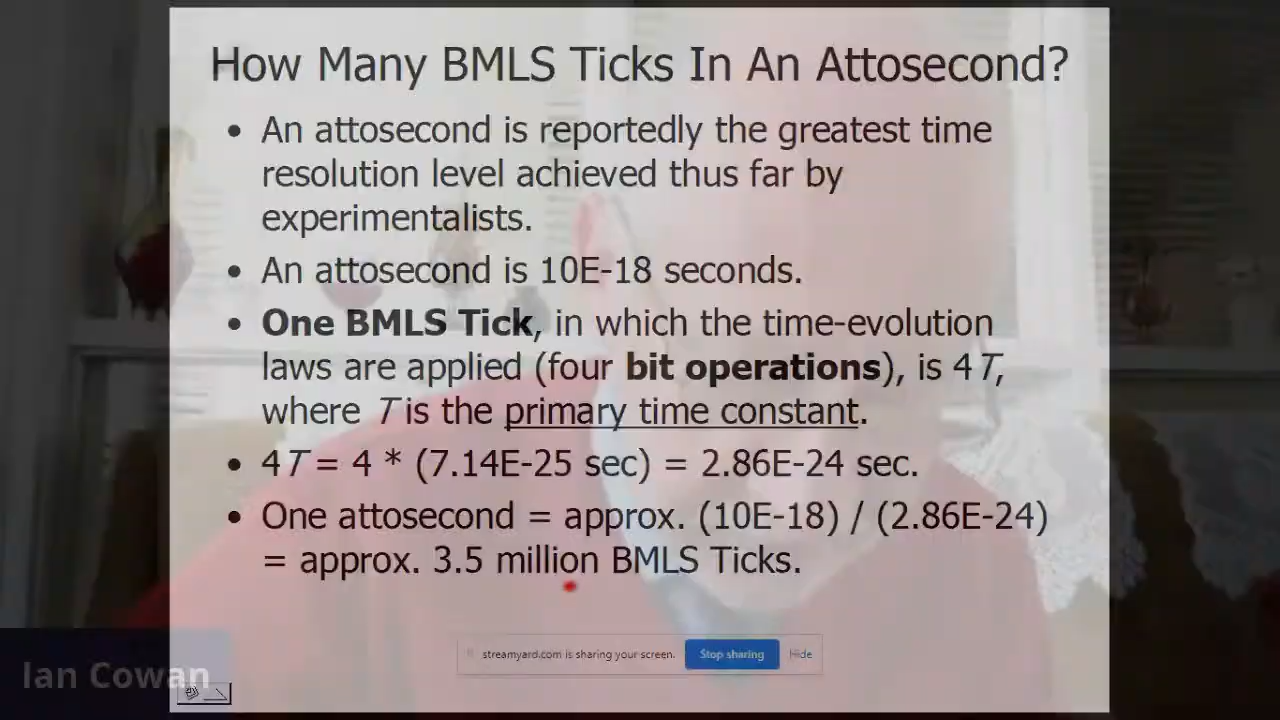 How Many BMLS Ticks In An Attosecond?
• An attosecond is reportedly the greatest time
resolution level achieved thus far by
experimentalists.
• An attosecond is 10E-18 seconds.
• One BMLS Tick, in which the time-evolution
laws are applied (four bit operations), is 4T,
where T is the primary time constant.
• 4T = 4 * (7.14E-25 sec) = 2.86E-24 sec.
• One attosecond = approx. (10E-18) / (2.86E-24)
= approx. 3.5 million BMLS Ticks.
streamyard.com is sharing your screen. Stop sharing Hide
Ian Cowan